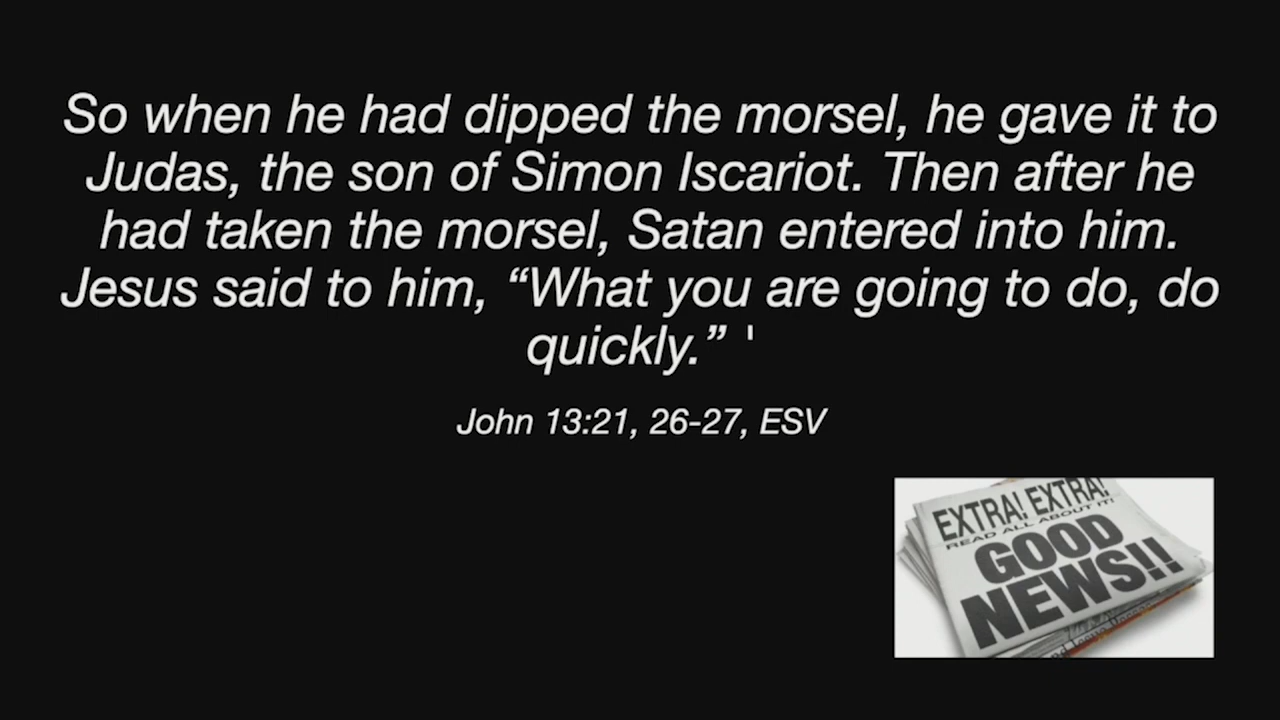 So when he had dipped the morsel, he gave it to
Judas, the son of Simon Iscariot. Then after he
had taken the morsel, Satan entered into him.
Jesus said to him, “What you are going to do, do
quickly.” '
John 13:21, 26-27, ESV
EXTRA! EXTRA!
READ ALL ABOUT IT!
GOOD
NEWS!!